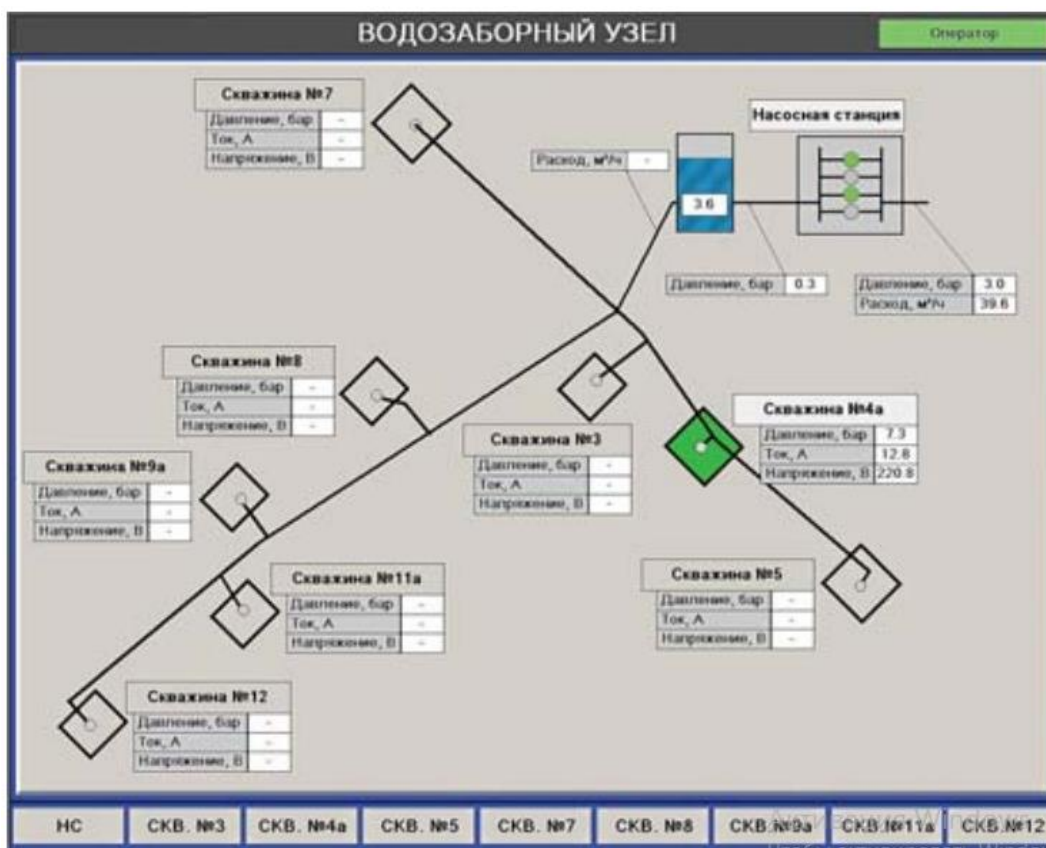 ВОДОЗАБОРНЫЙ УЗЕЛ
Оператор
Скважина №7
Давление, бар -
Ток, А -
Напряжение, В -
Насосная станция
Расход, м³/ч -
3.6
Давление, бар 0.3
Давление, бар 3.0
Расход, м³/ч 39.6
Скважина №8
Давление, бар -
Ток, А -
Напряжение, В -
Скважина №3
Давление, бар -
Ток, А -
Напряжение, В -
Скважина №4а
Давление, бар 7.3
Ток, А 12.8
Напряжение, В 220.8
Скважина №9а
Давление, бар -
Ток, А -
Напряжение, В -
Скважина №11а
Давление, бар -
Ток, А -
Напряжение, В -
Скважина №5
Давление, бар -
Ток, А -
Напряжение, В -
Скважина №12
Давление, бар -
Ток, А -
Напряжение, В -
НС СКВ. №3 СКВ. №4а СКВ. №5 СКВ. №7 СКВ. №8 СКВ.№9а СКВ.№11а СКВ.№12
Активация Windows